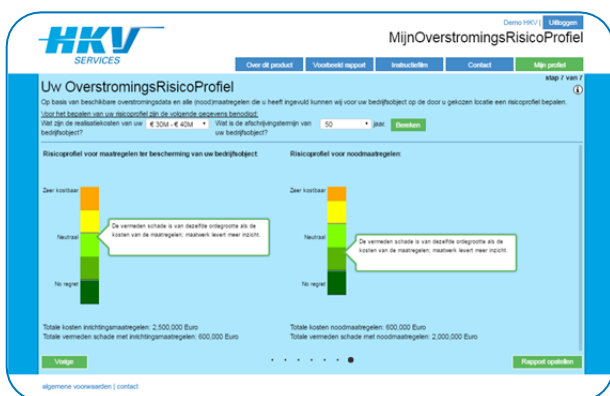 Demo HKV | Uitloggen
HKV
SERVICES
MijnOverstromingsRisicoProfiel
Over dit product Voorbeeld rapport Instructiefilm Contact Mijn profiel
stap 7 van 7
Uw OverstromingsRisicoProfiel
Op basis van beschikbare overstromingsdata en alle (nood)maatregelen die u heeft ingevuld kunnen wij voor uw bedrijfsobject op de door u gekozen locatie een risicoprofiel bepalen.
Voor het bepalen van uw risicoprofiel zijn de volgende gegevens benodigd:
Wat zijn de realisatiekosten van uw bedrijfsobject? € 30M - € 40M Wat is de afschrijvingstermijn van uw bedrijfsobject? 50 jaar. Bereken
Risicoprofiel voor maatregelen ter bescherming van uw bedrijfsobject:
Zeer kostbaar
Neutraal
No regret
De vermeden schade is van dezelfde ordegrootte als de kosten van de maatregelen; maatwerk levert meer inzicht.
Totale kosten inrichtingsmaatregelen: 2,500,000 Euro
Totale vermeden schade met inrichtingsmaatregelen: 600,000 Euro
Risicoprofiel voor noodmaatregelen:
Zeer kostbaar
Neutraal
No regret
De vermeden schade is van dezelfde ordegrootte als de kosten van de maatregelen; maatwerk levert meer inzicht.
Totale kosten noodmaatregelen: 600,000 Euro
Totale vermeden schade met noodmaatregelen: 2,000,000 Euro
Vorige
Rapport opstellen
algemene voorwaarden | contact